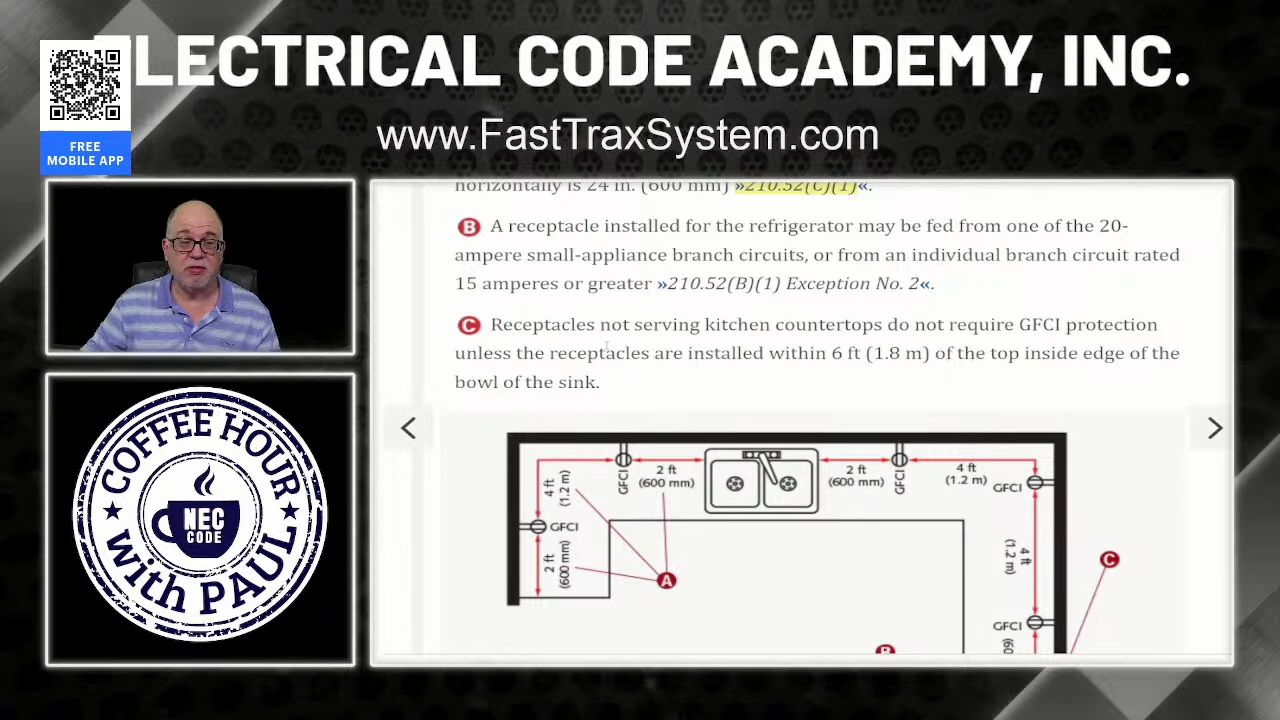 ELECTRICAL CODE ACADEMY, INC.
www.FastTraxSystem.com
FREE
MOBILE APP
horizontally is 24 in. (600 mm) »210.52(C)(1)«.
B A receptacle installed for the refrigerator may be fed from one of the 20-
ampere small-appliance branch circuits, or from an individual branch circuit rated
15 amperes or greater »210.52(B)(1) Exception No. 2«.
C Receptacles not serving kitchen countertops do not require GFCI protection
unless the receptacles are installed within 6 ft (1.8 m) of the top inside edge of the
bowl of the sink.
4 ft
(1.2 m)
GFCI
2 ft
(600 mm)
2 ft
(600 mm)
GFCI
4 ft
(1.2 m)
GFCI
GFCI
2 ft
(600 mm)
A
4 ft
(1.2 m)
C
GFCI
B
(60
COFFEE HOUR
NEC
CODE
with PAUL